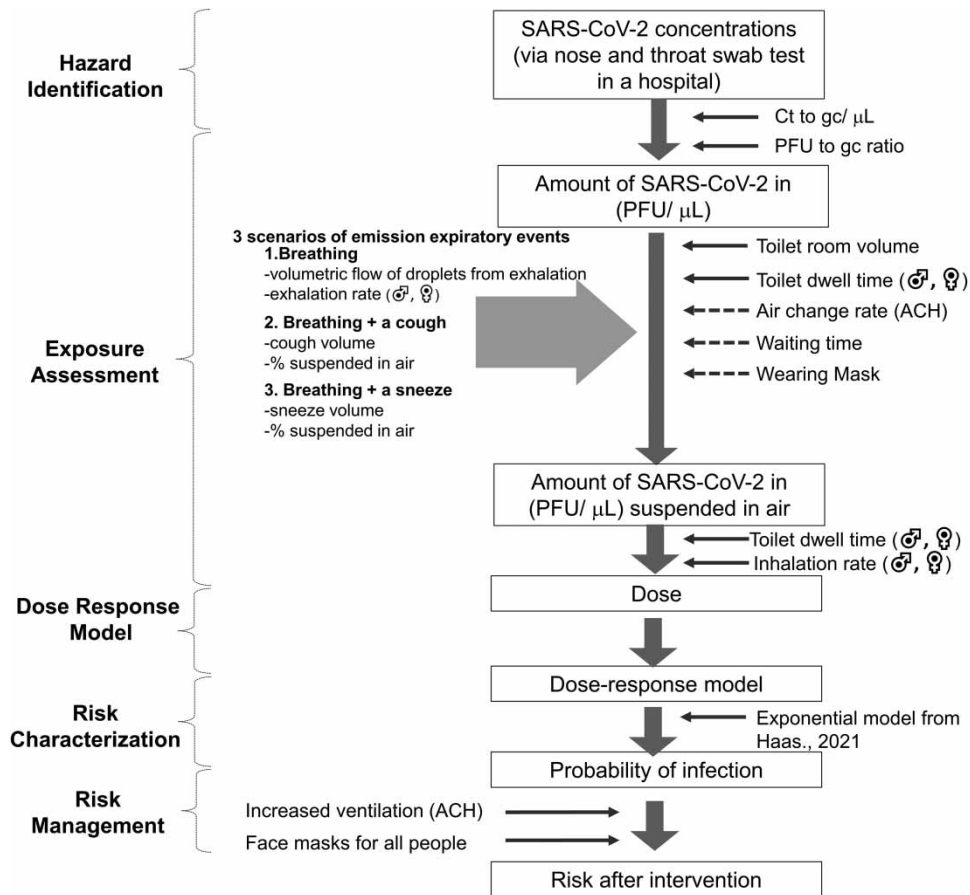 Hazard
Identification
SARS-CoV-2 concentrations
(via nose and throat swab test
in a hospital)
Ct to gc/ μL
PFU to gc ratio
Exposure
Assessment
Amount of SARS-CoV-2 in
(PFU/ μL)
3 scenarios of emission expiratory events
1.Breathing
-volumetric flow of droplets from exhalation
-exhalation rate (♂, ♀)
2. Breathing + a cough
-cough volume
-% suspended in air
3. Breathing + a sneeze
-sneeze volume
-% suspended in air
Toilet room volume
Toilet dwell time (♂, ♀)
Air change rate (ACH)
Waiting time
Wearing Mask
Amount of SARS-CoV-2 in
(PFU/ μL) suspended in air
Toilet dwell time (♂, ♀)
Inhalation rate (♂, ♀)
Dose Response
Model
Dose
Dose-response model
Risk
Characterization
Exponential model from
Haas., 2021
Probability of infection
Risk
Management
Increased ventilation (ACH)
Face masks for all people
Risk after intervention